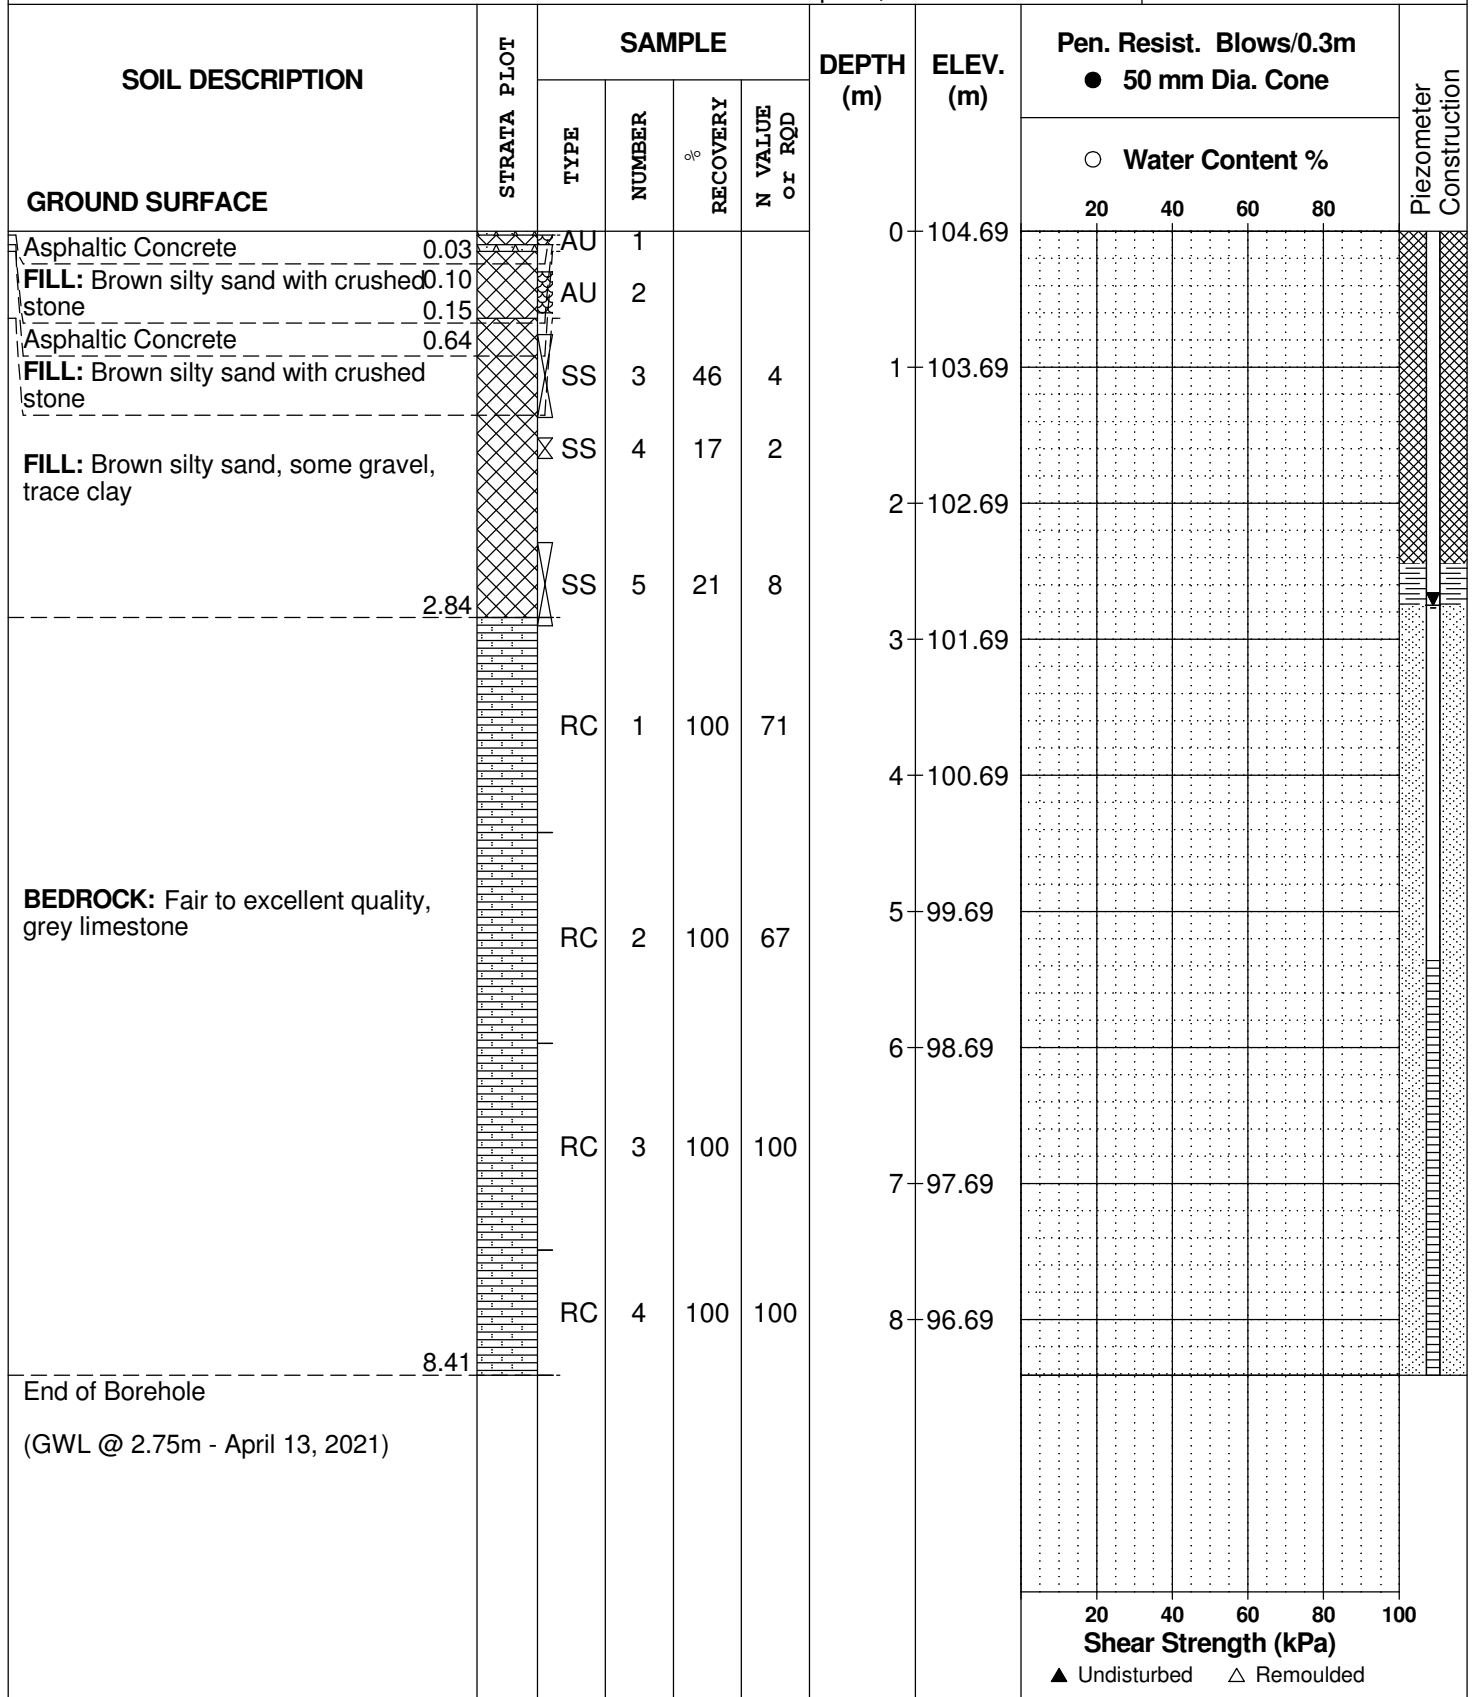 SOIL DESCRIPTION
GROUND SURFACE
STRATA PLOT
SAMPLE
TYPE
NUMBER
%
RECOVERY
N VALUE
or RQD
DEPTH
(m)
ELEV.
(m)
Pen. Resist. Blows/0.3m
● 50 mm Dia. Cone
○ Water Content %
20 40 60 80
Piezometer
Construction
0 104.69
Asphaltic Concrete 0.03 AU 1
FILL: Brown silty sand with crushed 0.10
stone 0.15
AU 2
Asphaltic Concrete 0.64
FILL: Brown silty sand with crushed
stone
SS 3 46 4
1 103.69
SS 4 17 2
FILL: Brown silty sand, some gravel,
trace clay
2 102.69
SS 5 21 8
2.84
3 101.69
RC 1 100 71
4 100.69
BEDROCK: Fair to excellent quality,
grey limestone
5 99.69
RC 2 100 67
6 98.69
RC 3 100 100
7 97.69
RC 4 100 100
8 96.69
8.41
End of Borehole
(GWL @ 2.75m - April 13, 2021)
20 40 60 80 100
Shear Strength (kPa)
▲ Undisturbed △ Remoulded